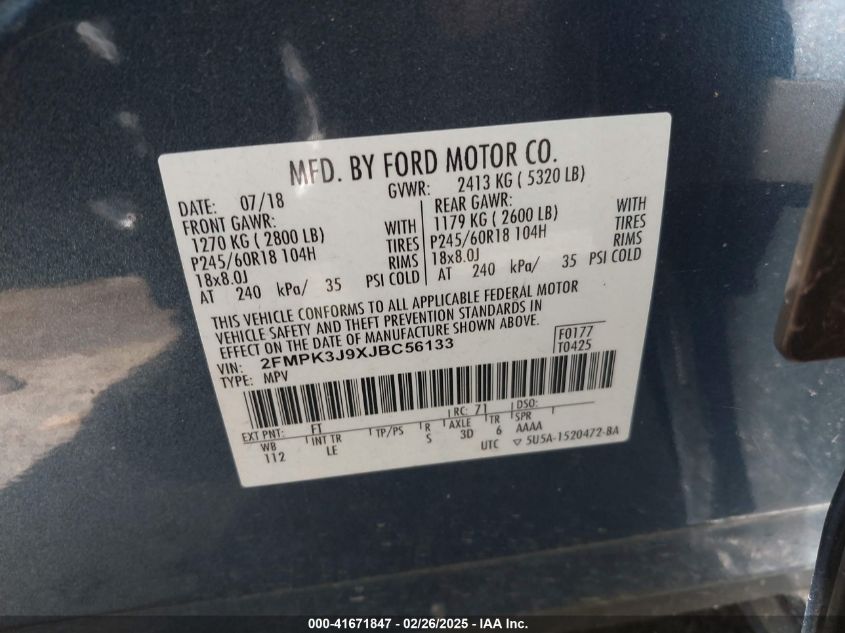 MFD. BY FORD MOTOR CO.
DATE: 07/18 GVWR: 2413 KG ( 5320 LB)
FRONT GAWR: REAR GAWR:
1270 KG ( 2800 LB) WITH 1179 KG ( 2600 LB) WITH
P245/60R18 104H TIRES P245/60R18 104H TIRES
18x8.0J RIMS 18x8.0J RIMS
AT 240 kPa/ 35 PSI COLD AT 240 kPa/ 35 PSI COLD
THIS VEHICLE CONFORMS TO ALL APPLICABLE FEDERAL MOTOR
VEHICLE SAFETY AND THEFT PREVENTION STANDARDS IN
EFFECT ON THE DATE OF MANUFACTURE SHOWN ABOVE.
VIN: 2FMPK3J9XJBC56133 F0177
TYPE: MPV T0425
EXT PNT: FT RC: 71 DSO:
WB INT TR TP/PS R AXLE TR SPR
112 LE S 3D 6 AAAA
UTC ▽ 5U5A-1520472-BA
000-41671847 - 02/26/2025 - IAAI Inc.